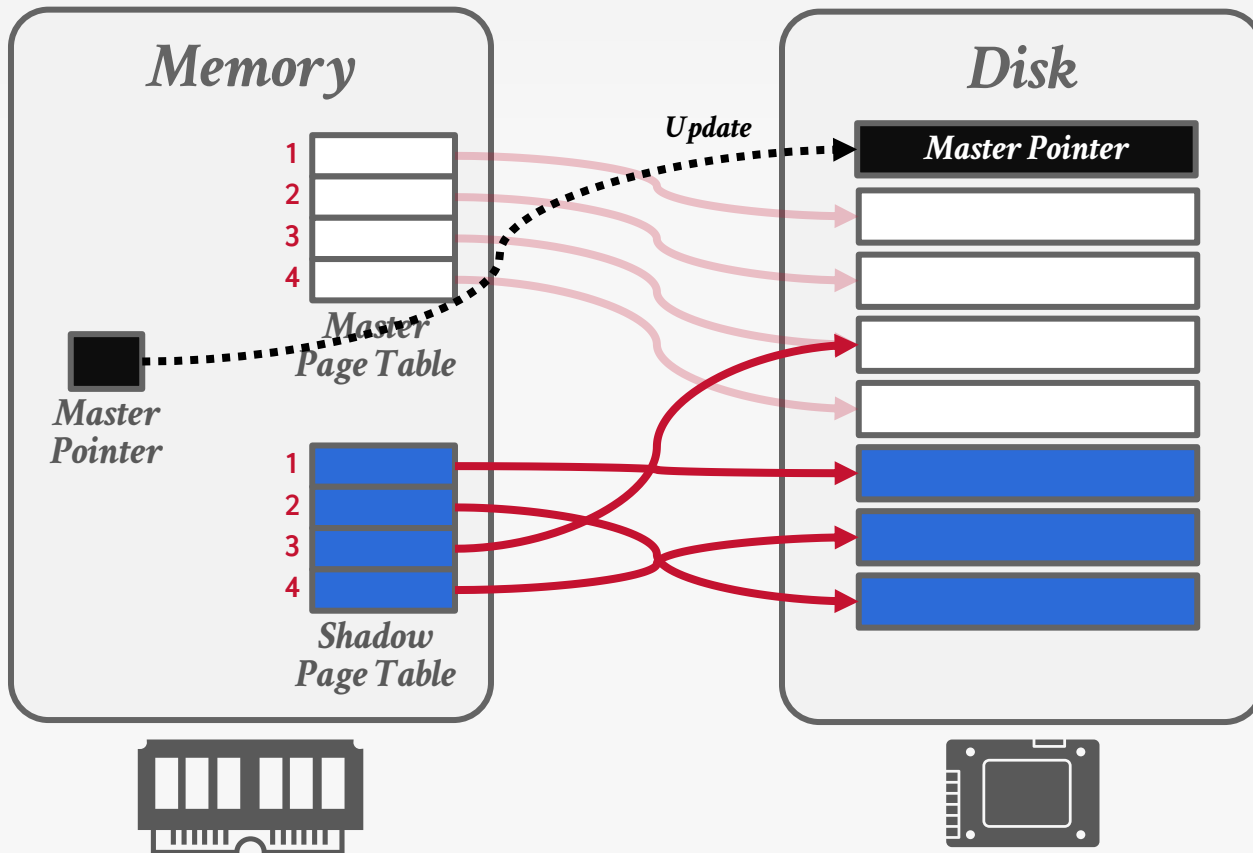 Memory
Disk
Update
Master Pointer
1
2
3
4
Master
Page Table
Master
Pointer
1
2
3
4
Shadow
Page Table